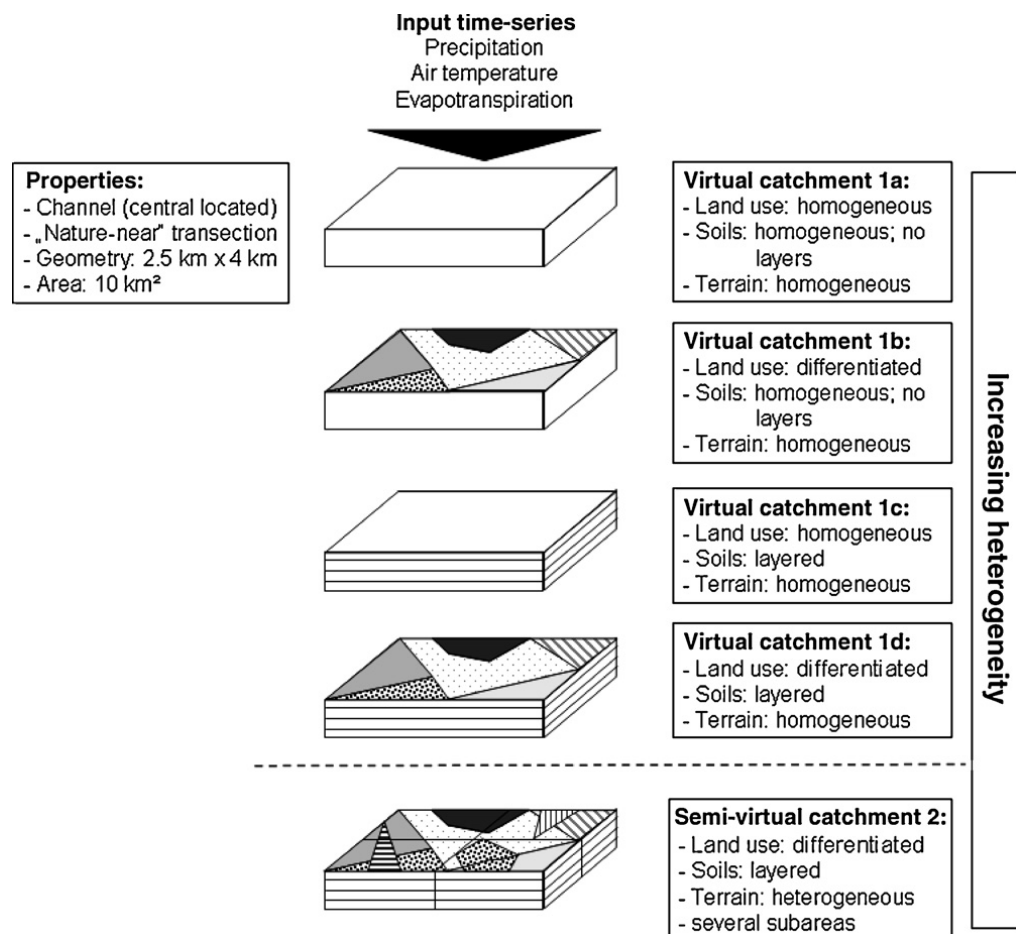 Input time-series
Precipitation
Air temperature
Evapotranspiration
Properties:
- Channel (central located)
- „Nature-near" transection
- Geometry: 2.5 km x 4 km
- Area: 10 km²
Virtual catchment 1a:
- Land use: homogeneous
- Soils: homogeneous; no
layers
- Terrain: homogeneous
Virtual catchment 1b:
- Land use: differentiated
- Soils: homogeneous; no
layers
- Terrain: homogeneous
Virtual catchment 1c:
- Land use: homogeneous
- Soils: layered
- Terrain: homogeneous
Virtual catchment 1d:
- Land use: differentiated
- Soils: layered
- Terrain: homogeneous
Semi-virtual catchment 2:
- Land use: differentiated
- Soils: layered
- Terrain: heterogeneous
- several subareas
Increasing heterogeneity